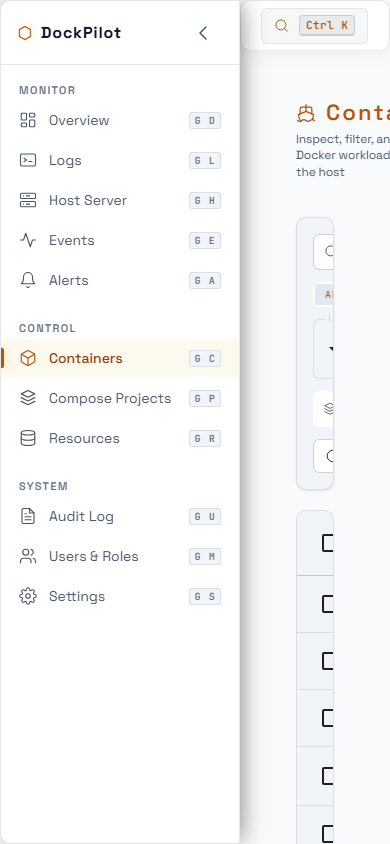 DockPilot
Ctrl K
MONITOR
Overview G D
Logs G L
Host Server G H
Events G E
Alerts G A
CONTROL
Containers G C
Compose Projects G P
Resources G R
SYSTEM
Audit Log G U
Users & Roles G M
Settings G S
Conta
Inspect, filter, an
Docker workload
the host